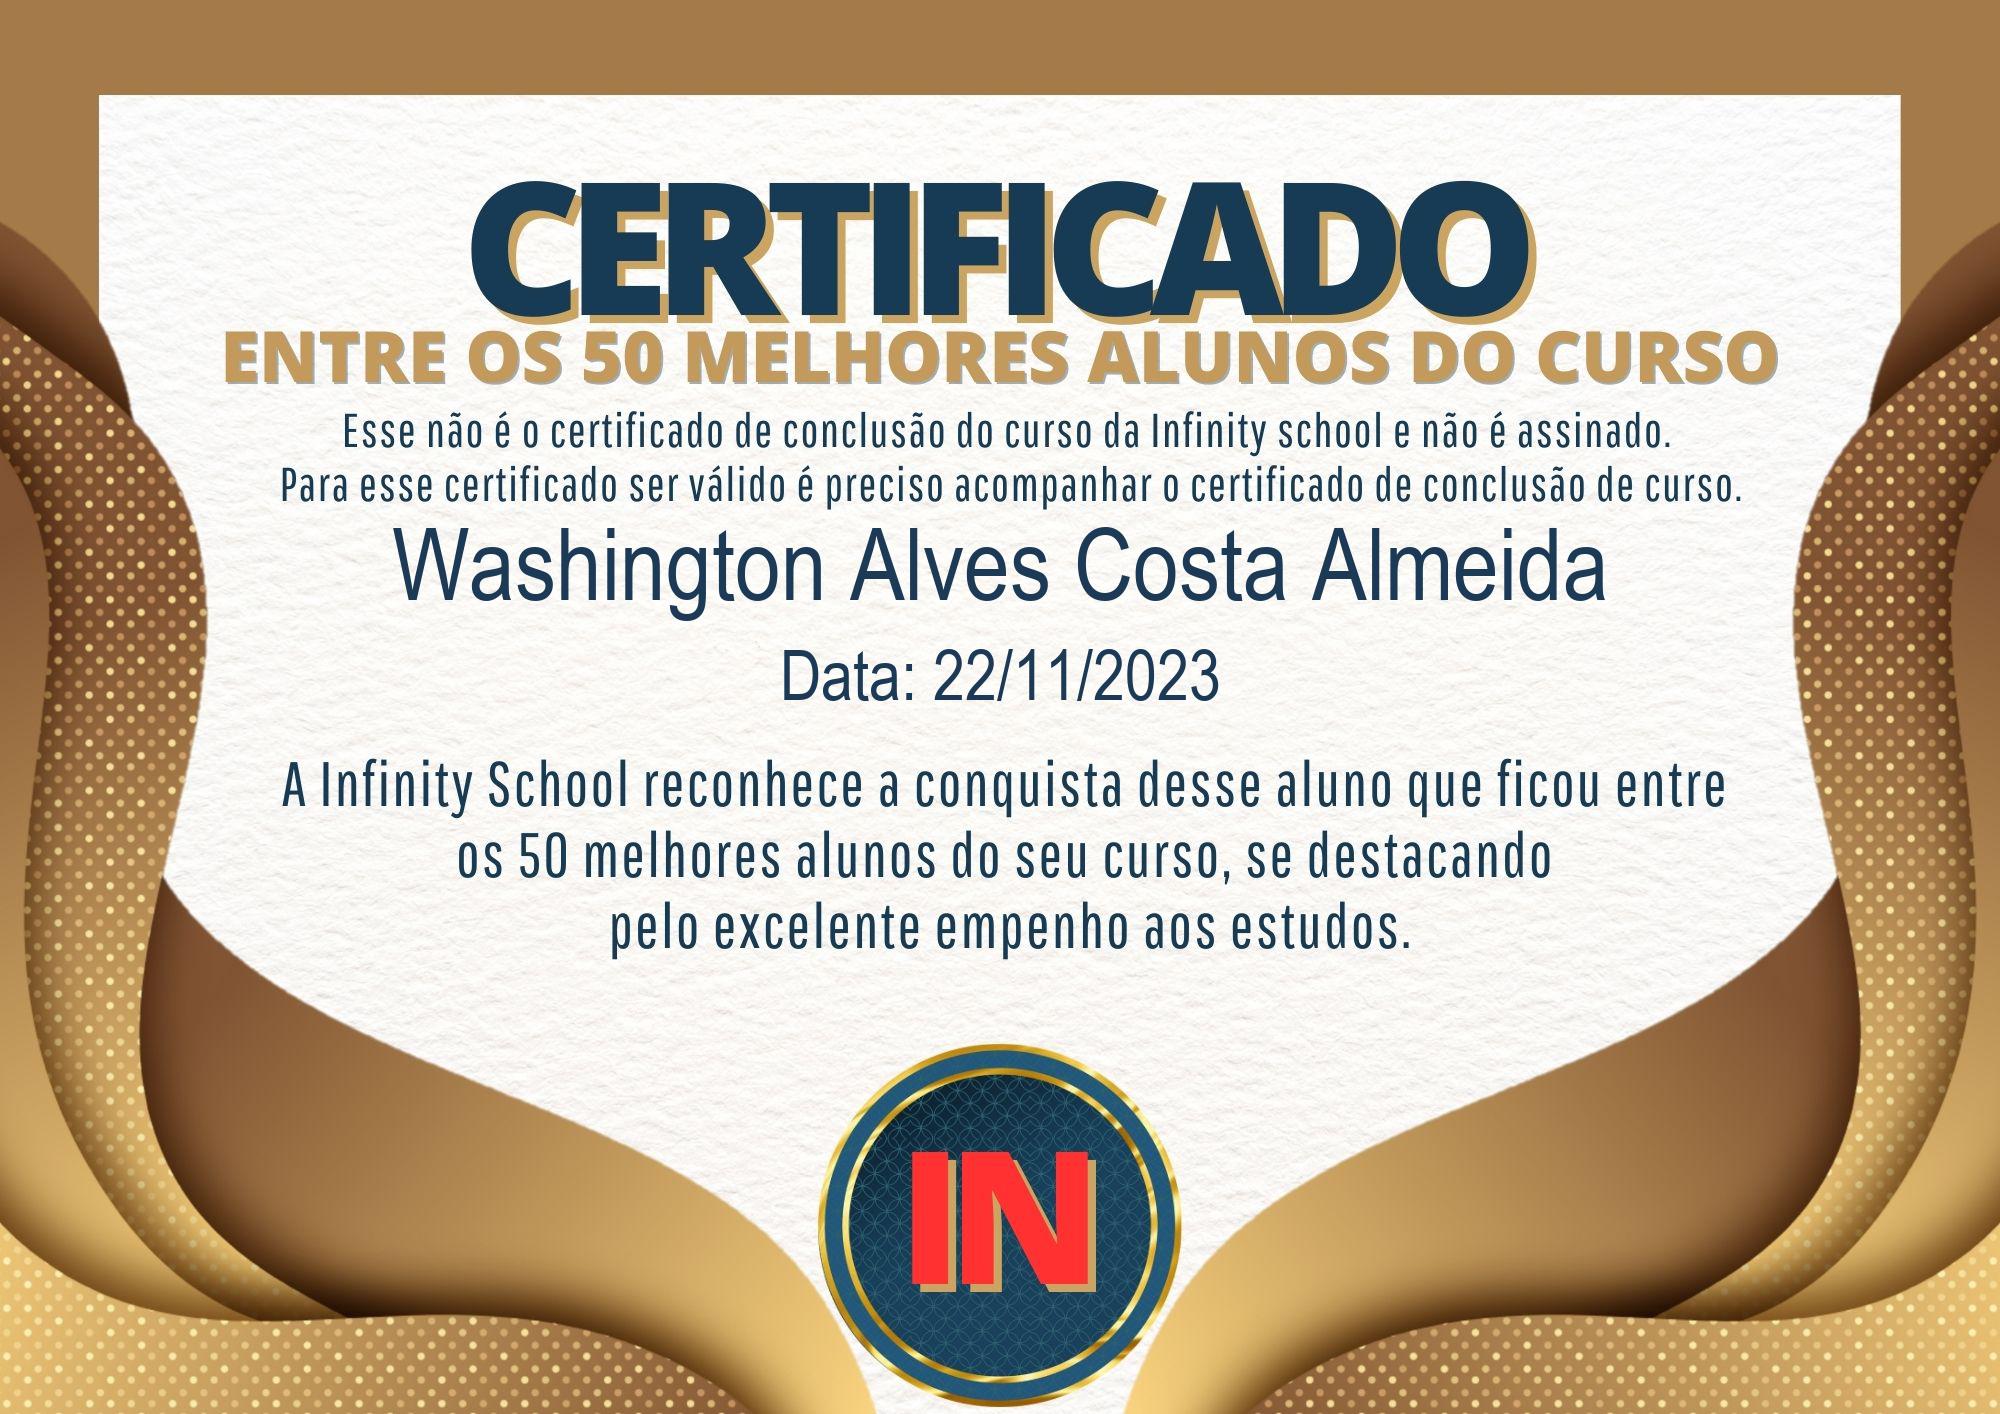 CERTIFICADO
ENTRE OS 50 MELHORES ALUNOS DO CURSO
Esse não é o certificado de conclusão do curso da Infinity school e não é assinado.
Para esse certificado ser válido é preciso acompanhar o certificado de conclusão de curso.
Washington Alves Costa Almeida
Data: 22/11/2023
A Infinity School reconhece a conquista desse aluno que ficou entre
os 50 melhores alunos do seu curso, se destacando
pelo excelente empenho aos estudos.
IN